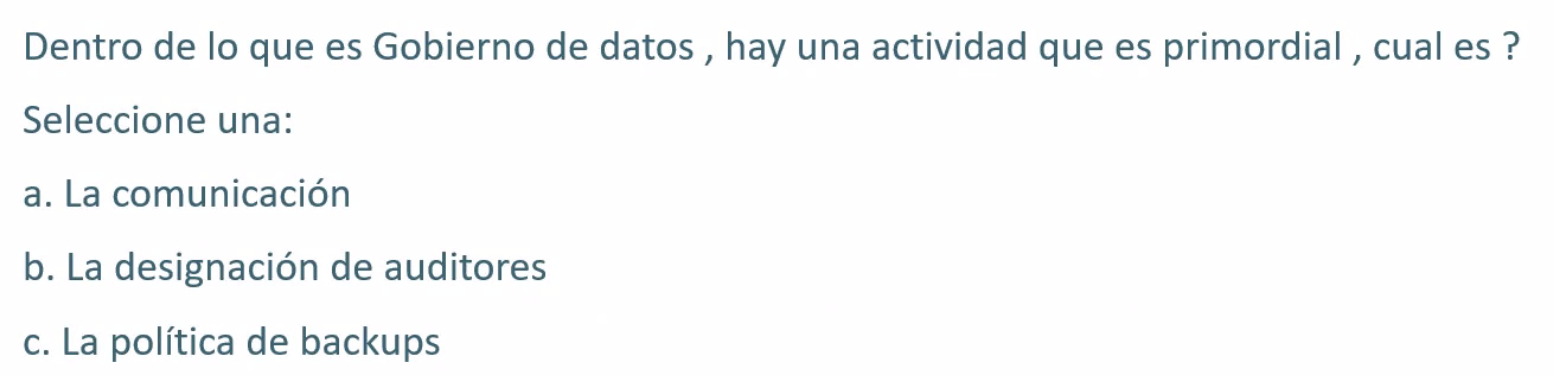 Dentro de lo que es Gobierno de datos , hay una actividad que es primordial , cual es ?
Seleccione una:
a. La comunicación
b. La designación de auditores
c. La política de backups